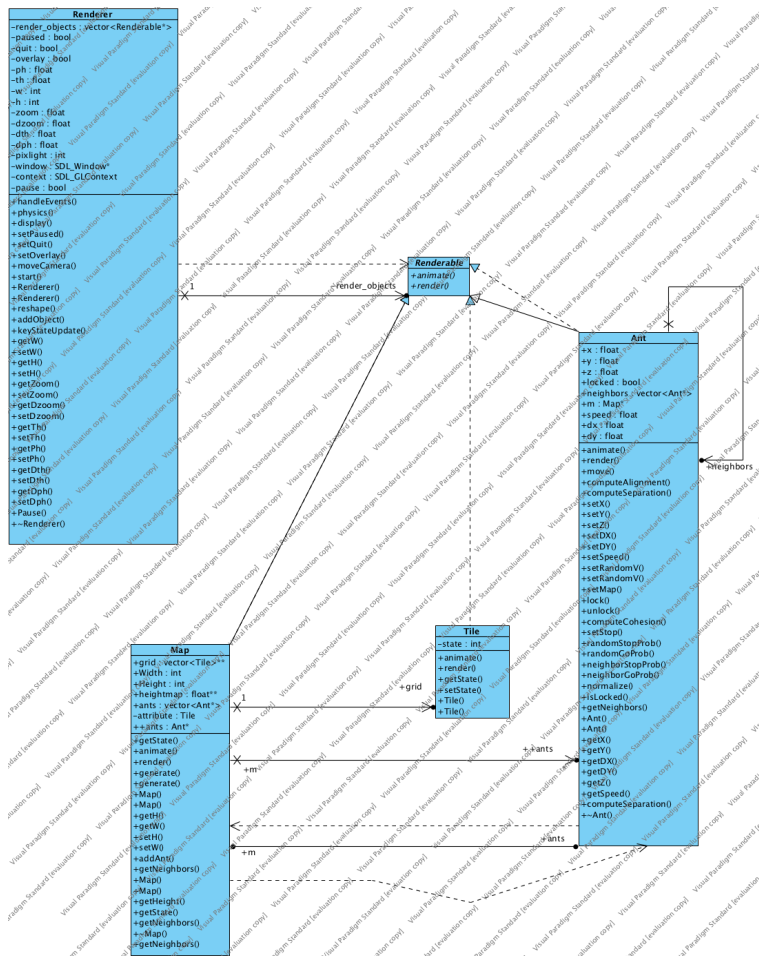 Renderer
-render_objects : vector<Renderable*>
-paused : bool
-quit : bool
-overlay : bool
-ph : float
-th : float
-w : int
-h : int
-zoom : float
-dzoom : float
-dth : float
-dph : float
-pixlight : int
-window : SDL_Window*
-context : SDL_GLContext
-pause : bool
+handleEvents()
+physics()
+display()
+setPaused()
+setQuit()
+setOverlay()
+moveCamera()
+start()
+Renderer()
+Renderer()
+reshape()
+addObject()
+keyStateUpdate()
+getW()
+setW()
+getH()
+setH()
+getZoom()
+setZoom()
+getDzoom()
+setDzoom()
+getTh()
+setTh()
+getPh()
+setPh()
+getDth()
+setDth()
+getDph()
+setDph()
+Pause()
+~Renderer()
1
-render_objects
Renderable
+animate()
+render()
Ant
+x : float
+y : float
+z : float
+locked : bool
+neighbors : vector<Ant*>
+m : Map*
+speed : float
+dx : float
+dy : float
+animate()
+render()
+move()
+computeAlignment()
+computeSeparation()
+setX()
+setY()
+setZ()
+setDX()
+setDY()
+setSpeed()
+setRandomV()
+setRandomV()
+setMap()
+lock()
+unlock()
+computeCohesion()
+setStop()
+randomStopProb()
+randomGoProb()
+neighborStopProb()
+neighborGoProb()
+normalize()
+isLocked()
+getNeighbors()
+Ant()
+Ant()
+getX()
+getY()
+getDX()
+getDY()
+getZ()
+getSpeed()
+computeSeparation()
+~Ant()
+neighbors
Tile
-state : int
+animate()
+render()
+getState()
+setState()
+Tile()
+Tile()
Map
+grid : vector<Tile>**
+Width : int
+Height : int
+heightmap : float**
+ants : vector<Ant*>
-attribute : Tile
++ants : Ant*
+getState()
+animate()
+render()
+generate()
+generate()
+Map()
+Map()
+getH()
+getW()
+setH()
+setW()
+addAnt()
+getNeighbors()
+Map()
+Map()
+getHeight()
+getState()
+getNeighbors()
+~Map()
+getNeighbors()
1
+grid
+m
++ants
+m
+ants
Visual Paradigm Standard [evaluation copy]